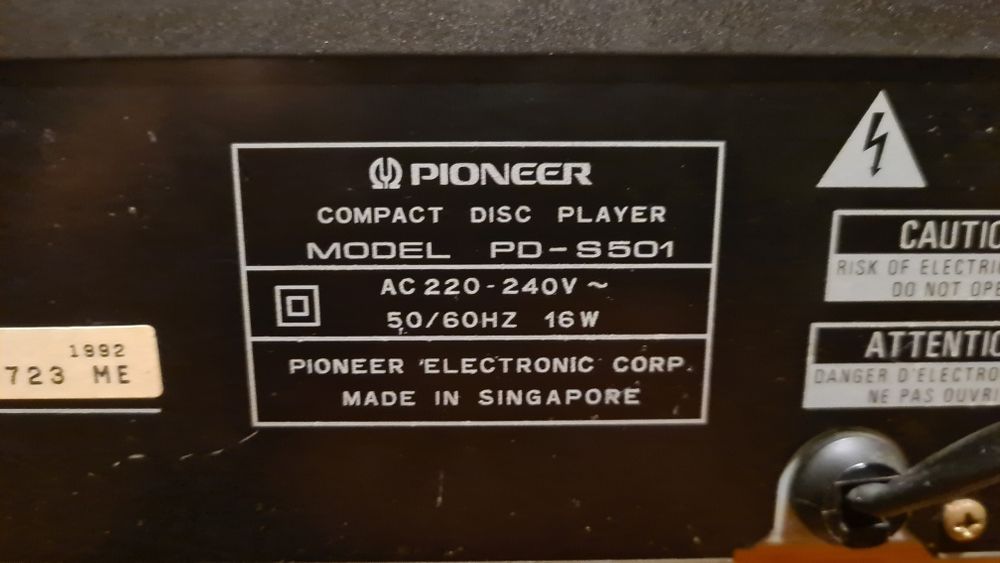 PIONEER
COMPACT DISC PLAYER
MODEL PD-S501
AC 220-240V ~
50/60HZ 16W
PIONEER ELECTRONIC CORP.
MADE IN SINGAPORE
1992
723 ME
CAUTIO
RISK OF ELECTRI
DO NOT OPE
ATTENTIO
DANGER D'ELECTRO
NE PAS OUVRI